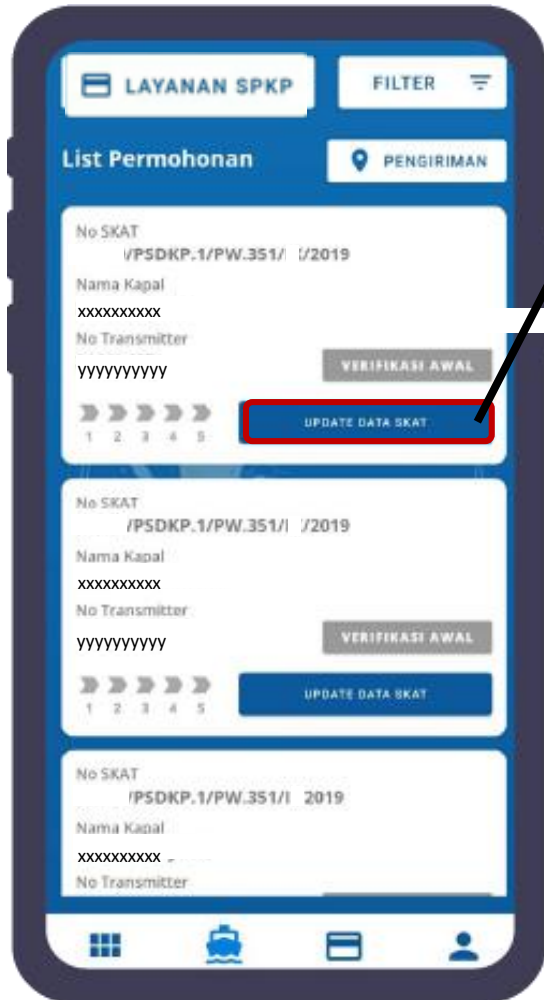 LAYANAN SPKP
FILTER
List Permohonan
PENGIRIMAN
No SKAT
/PSDKP.1/PW.351/ /2019
Nama Kapal
xxxxxxxxxx
No Transmitter
yyyyyyyyyy
VERIFIKASI AWAL
1 2 3 4 5
UPDATE DATA SKAT
No SKAT
/PSDKP.1/PW.351/ /2019
Nama Kapal
xxxxxxxxxx
No Transmitter
yyyyyyyyyy
VERIFIKASI AWAL
1 2 3 4 5
UPDATE DATA SKAT
No SKAT
/PSDKP.1/PW.351/ 2019
Nama Kapal
xxxxxxxxxx
No Transmitter